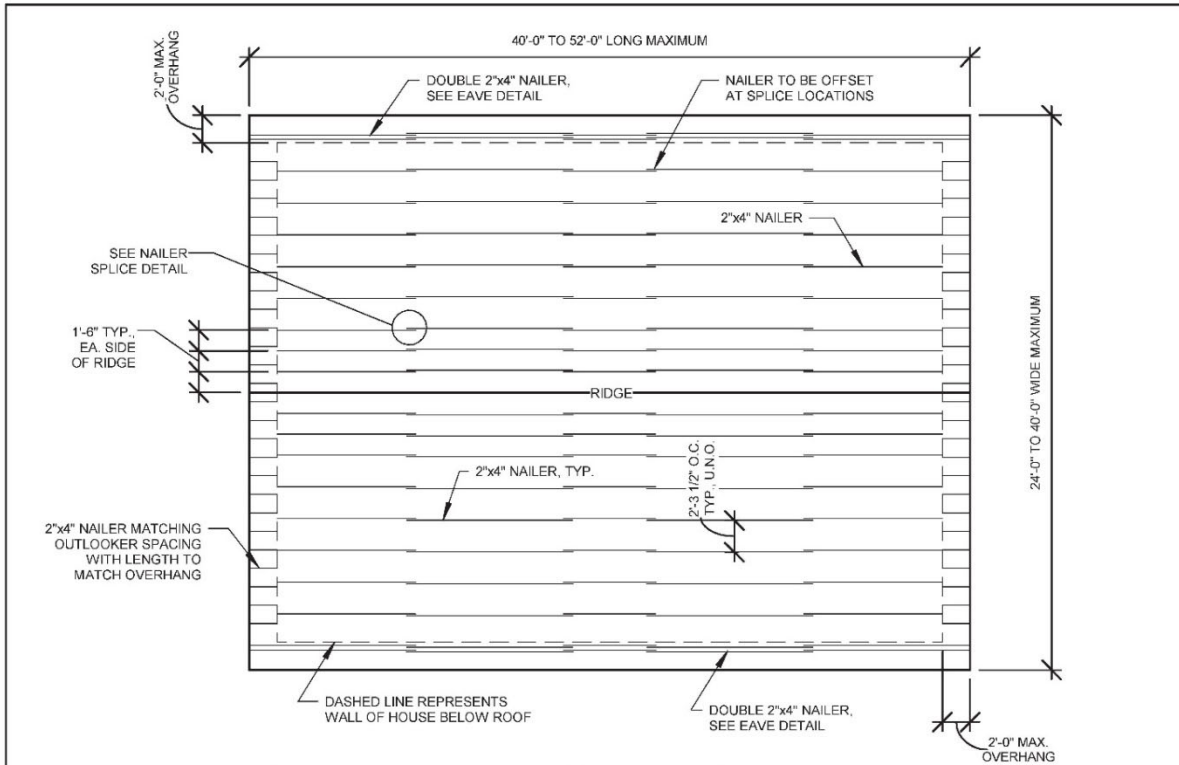 40'-0" TO 52'-0" LONG MAXIMUM
2'-0" MAX.
OVERHANG
DOUBLE 2"x4" NAILER,
SEE EAVE DETAIL
NAILER TO BE OFFSET
AT SPLICE LOCATIONS
2"x4" NAILER
SEE NAILER
SPLICE DETAIL
1'-6" TYP.,
EA. SIDE
OF RIDGE
RIDGE
24'-0" TO 40'-0" WIDE MAXIMUM
2"x4" NAILER, TYP.
2'-3 1/2" O.C.
TYP., U.N.O.
2"x4" NAILER MATCHING
OUTLOOKER SPACING
WITH LENGTH TO
MATCH OVERHANG
DASHED LINE REPRESENTS
WALL OF HOUSE BELOW ROOF
DOUBLE 2"x4" NAILER,
SEE EAVE DETAIL
2'-0" MAX.
OVERHANG